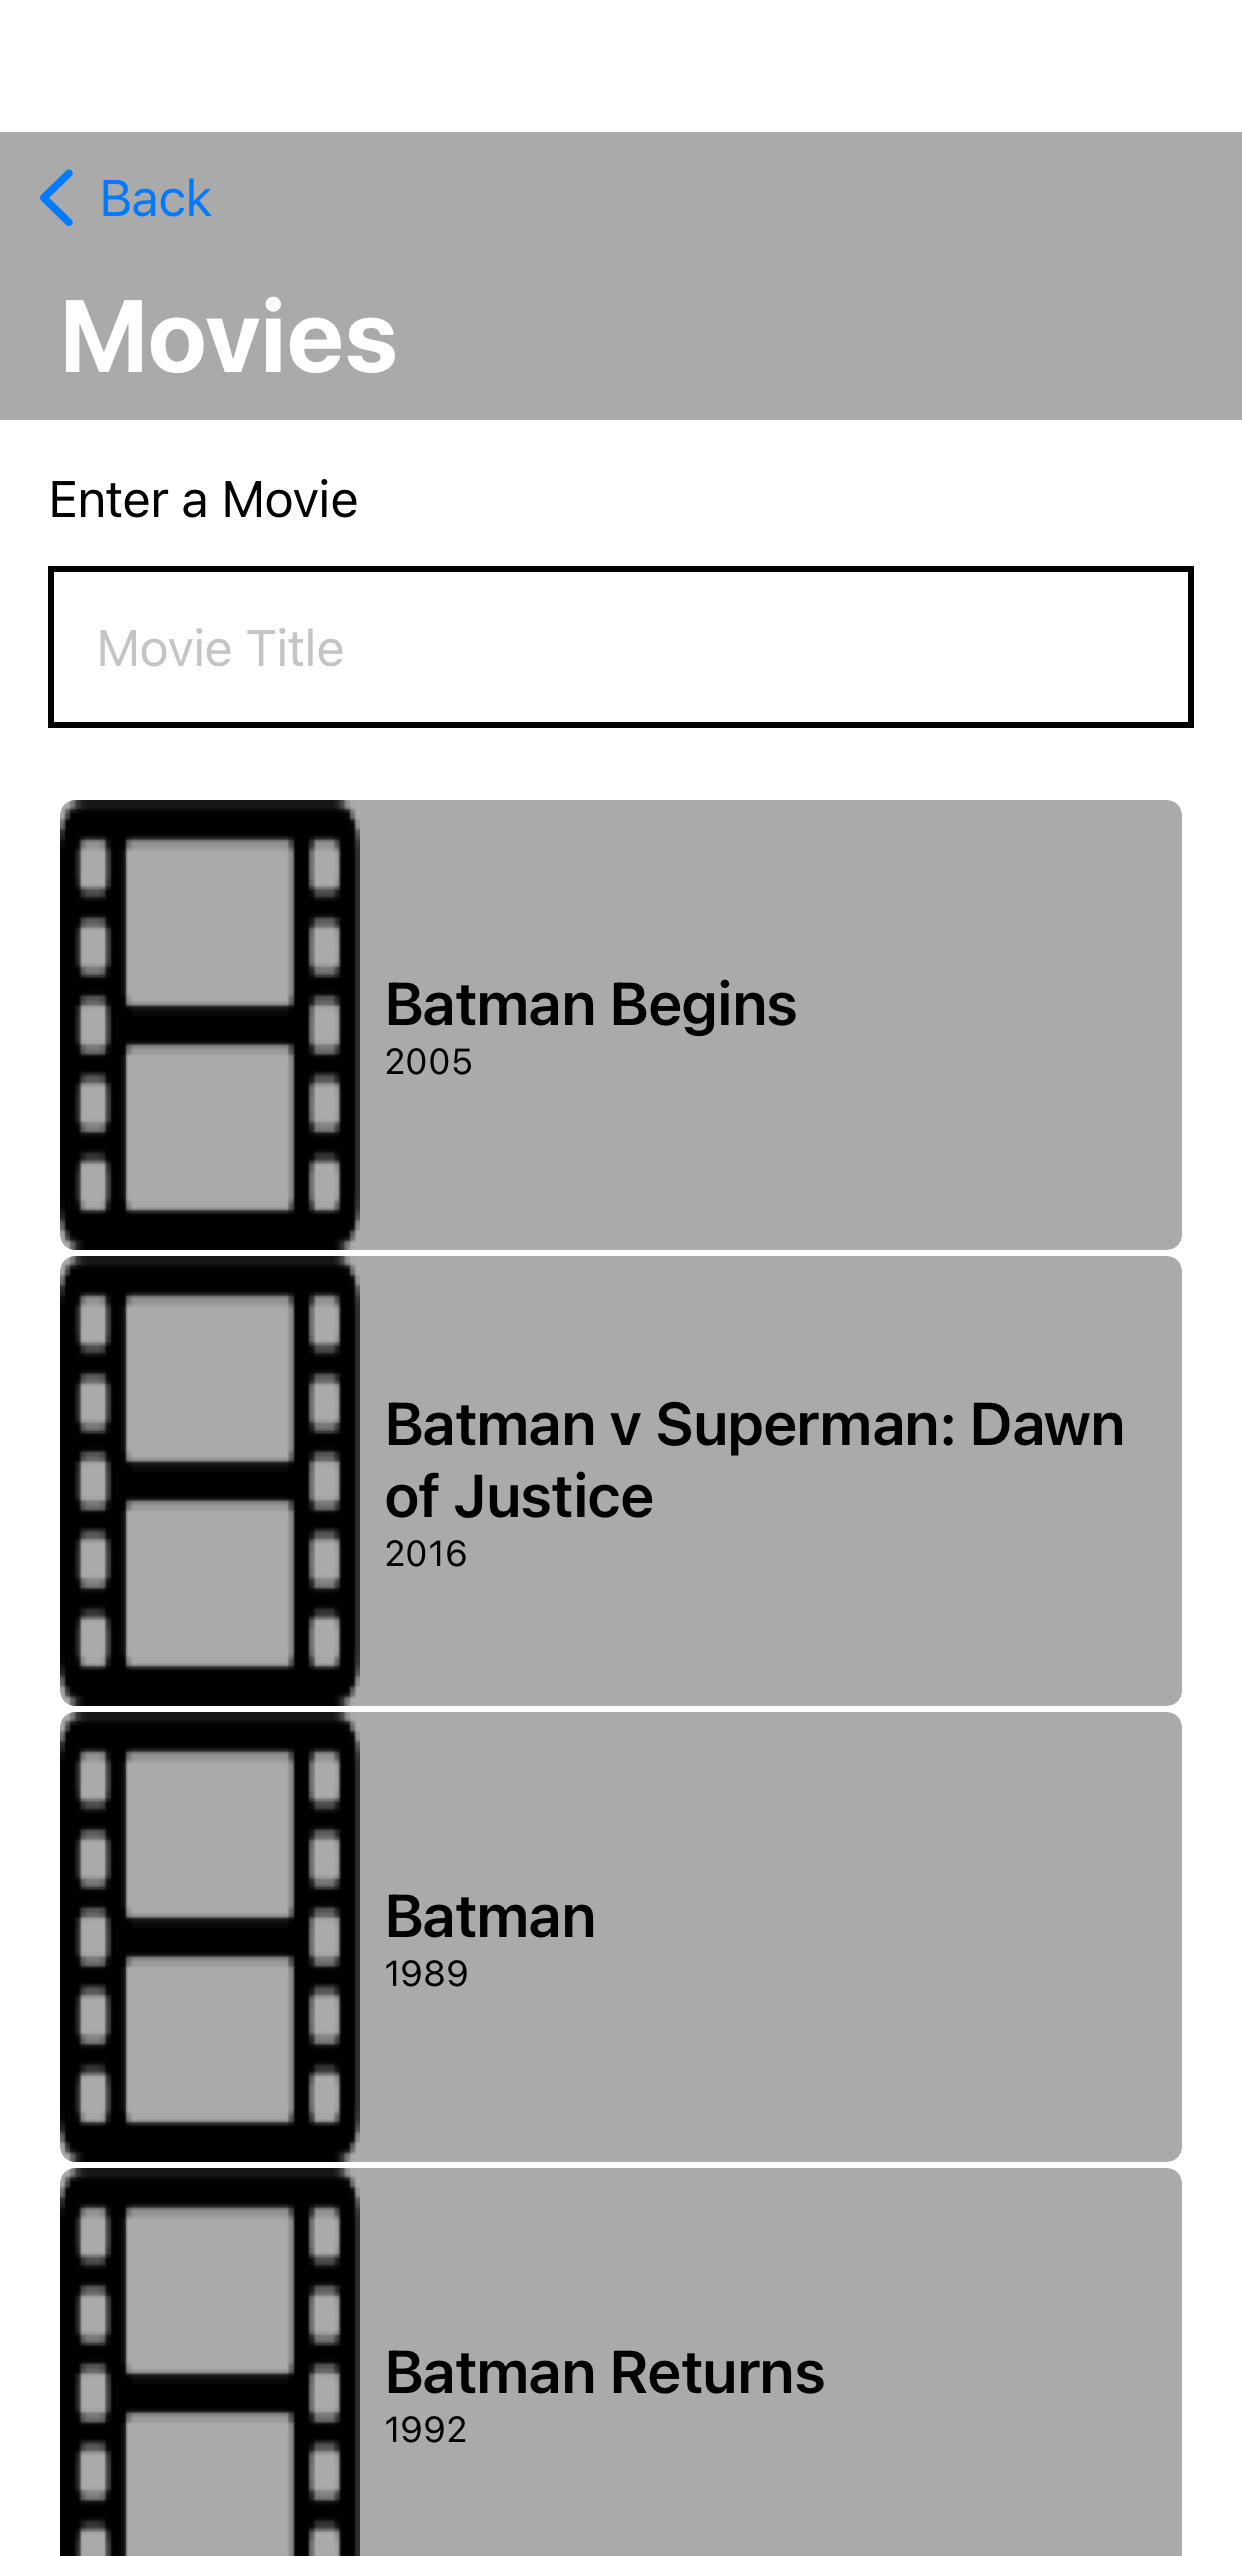 Back
Movies
Enter a Movie
Movie Title
Batman Begins
2005
Batman v Superman: Dawn
of Justice
2016
Batman
1989
Batman Returns
1992